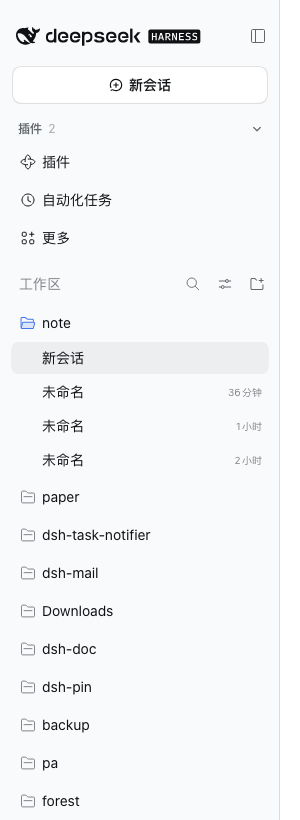 deepseek HARNESS
新会话
插件 2
插件
自动化任务
更多
工作区
note
新会话
未命名 36 分钟
未命名 1 小时
未命名 2 小时
paper
dsh-task-notifier
dsh-mail
Downloads
dsh-doc
dsh-pin
backup
pa
forest